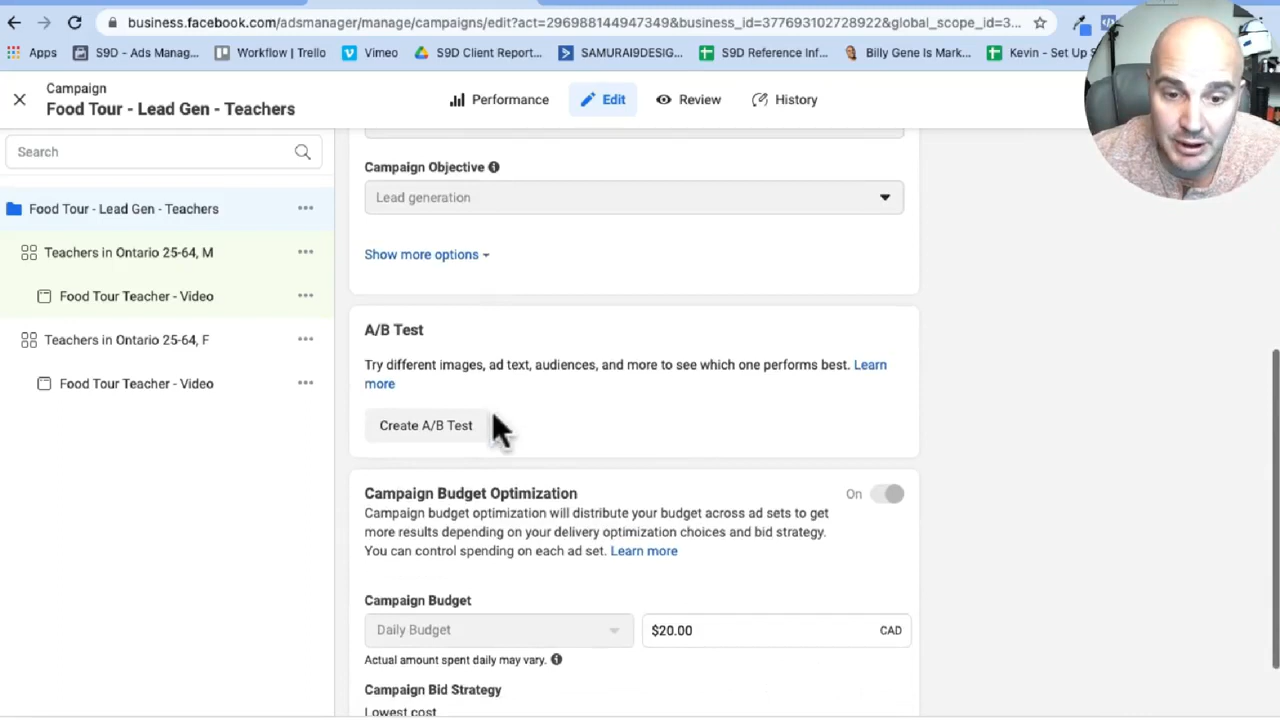 business.facebook.com/adsmanager/manage/campaigns/edit?act=296988144947349&business_id=377693102728922&global_scope_id=3...
Apps
S9D - Ads Manag...
Workflow | Trello
Vimeo
S9D Client Report...
SAMURAI9DESIG...
S9D Reference Inf...
Billy Gene Is Mark...
Kevin - Set Up S
Campaign
Food Tour - Lead Gen - Teachers
Performance
Edit
Review
History
Search
Food Tour - Lead Gen - Teachers
Teachers in Ontario 25-64, M
Food Tour Teacher - Video
Teachers in Ontario 25-64, F
Food Tour Teacher - Video
Campaign Objective
Lead generation
Show more options
A/B Test
Try different images, ad text, audiences, and more to see which one performs best. Learn
more
Create A/B Test
Campaign Budget Optimization
On
Campaign budget optimization will distribute your budget across ad sets to get
more results depending on your delivery optimization choices and bid strategy.
You can control spending on each ad set. Learn more
Campaign Budget
Daily Budget
$20.00
CAD
Actual amount spent daily may vary.
Campaign Bid Strategy
Lowest cost